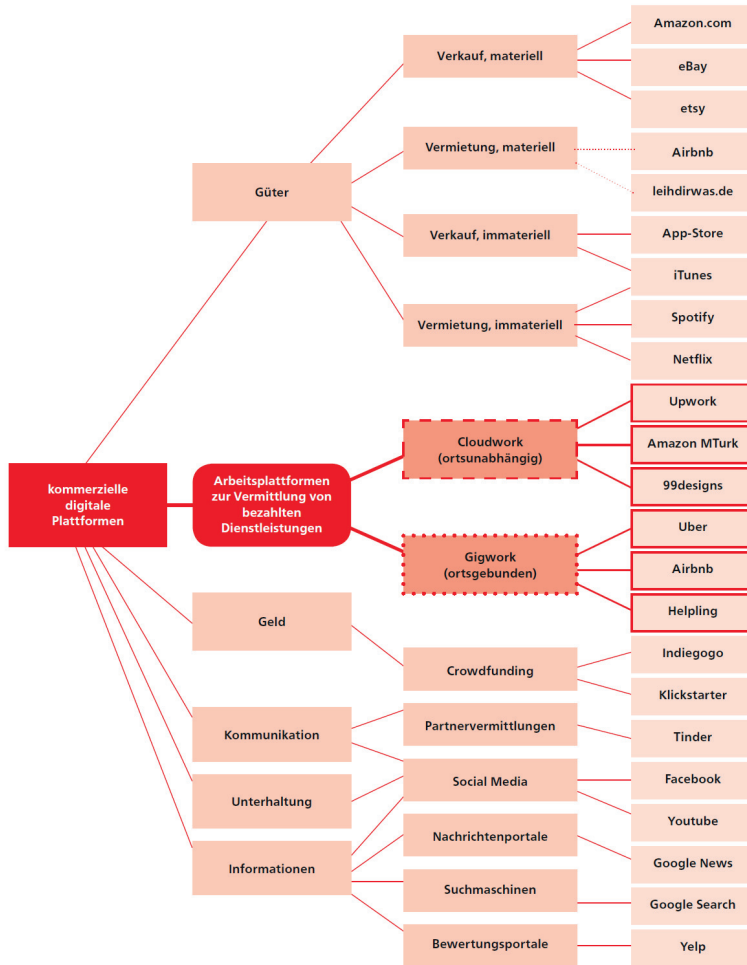 Amazon.com
Verkauf, materiell
eBay
etsy
Vermietung, materiell
Airbnb
Güter
leihdirwas.de
Verkauf, immateriell
App-Store
iTunes
Vermietung, immateriell
Spotify
Netflix
Upwork
Cloudwork
(ortsunabhängig)
Amazon MTurk
kommerzielle
digitale
Plattformen
Arbeitsplattformen
zur Vermittlung von
bezahlten
Dienstleistungen
99designs
Uber
Gigwork
(ortsgebunden)
Airbnb
Helpling
Geld
Indiegogo
Crowdfunding
Klickstarter
Kommunikation
Partnervermittlungen
Tinder
Unterhaltung
Social Media
Facebook
Youtube
Nachrichtenportale
Google News
Informationen
Suchmaschinen
Google Search
Bewertungsportale
Yelp